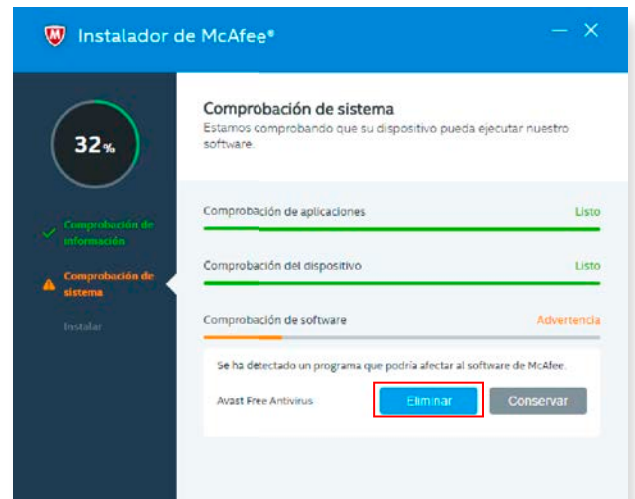 Instalador de McAfee®
Comprobación de sistema
Estamos comprobando que su dispositivo pueda ejecutar nuestro
software.
32%
Comprobación de
información
Comprobación de
sistema
Instalar
Comprobación de aplicaciones Listo
Comprobación del dispositivo Listo
Comprobación de software Advertencia
Se ha detectado un programa que podría afectar al software de McAfee.
Avast Free Antivirus Eliminar Conservar